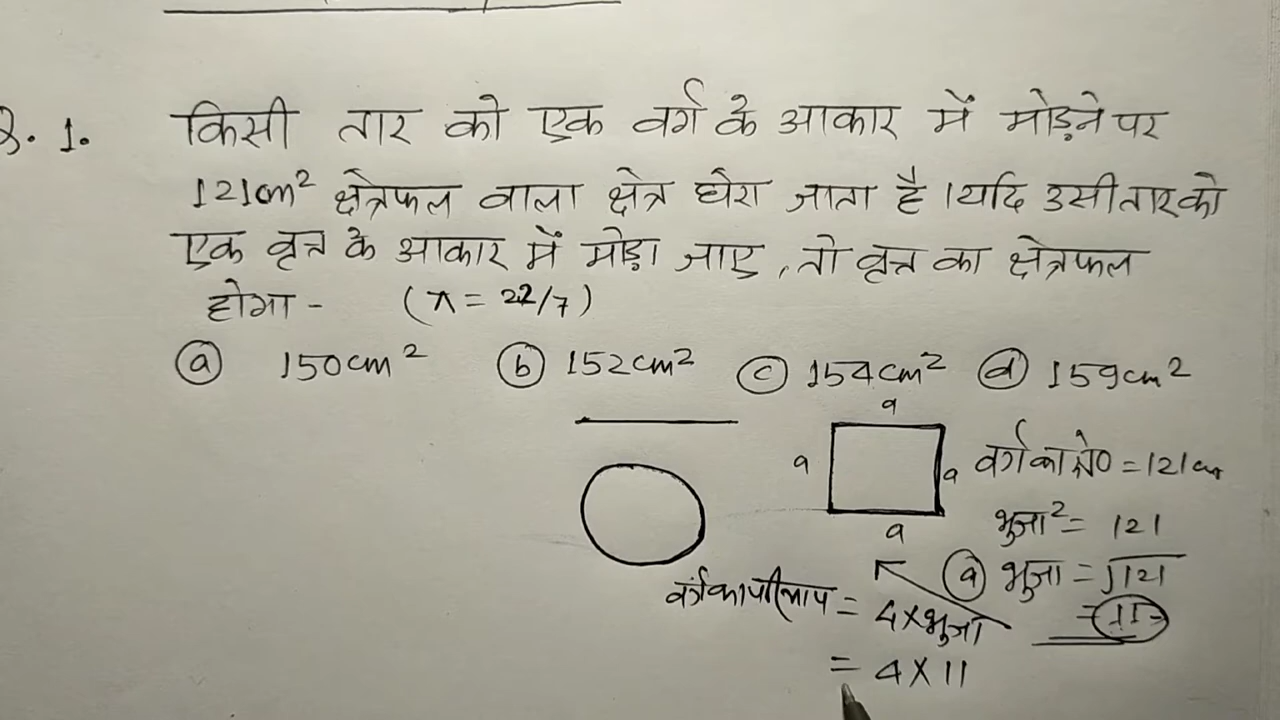 1.
किसी तार को एक वर्ग के आकार में मोड़ने पर
121cm² क्षेत्रफल वाला क्षेत्र घेरा जाता है।यदि उसी तार को
एक वृत्त के आकार में मोड़ा जाए, तो वृत्त का क्षेत्रफल
होगा - (π = 22/7)
ⓐ 150cm² ⓑ 152cm² ⓒ 154cm² ⓓ 159cm²
a
a
a
a
वर्ग का क्षे० = 121cm
भुजा² = 121
ⓐ भुजा = √121
= 11
वर्ग का परिमाप = 4×भुजा
= 4×11